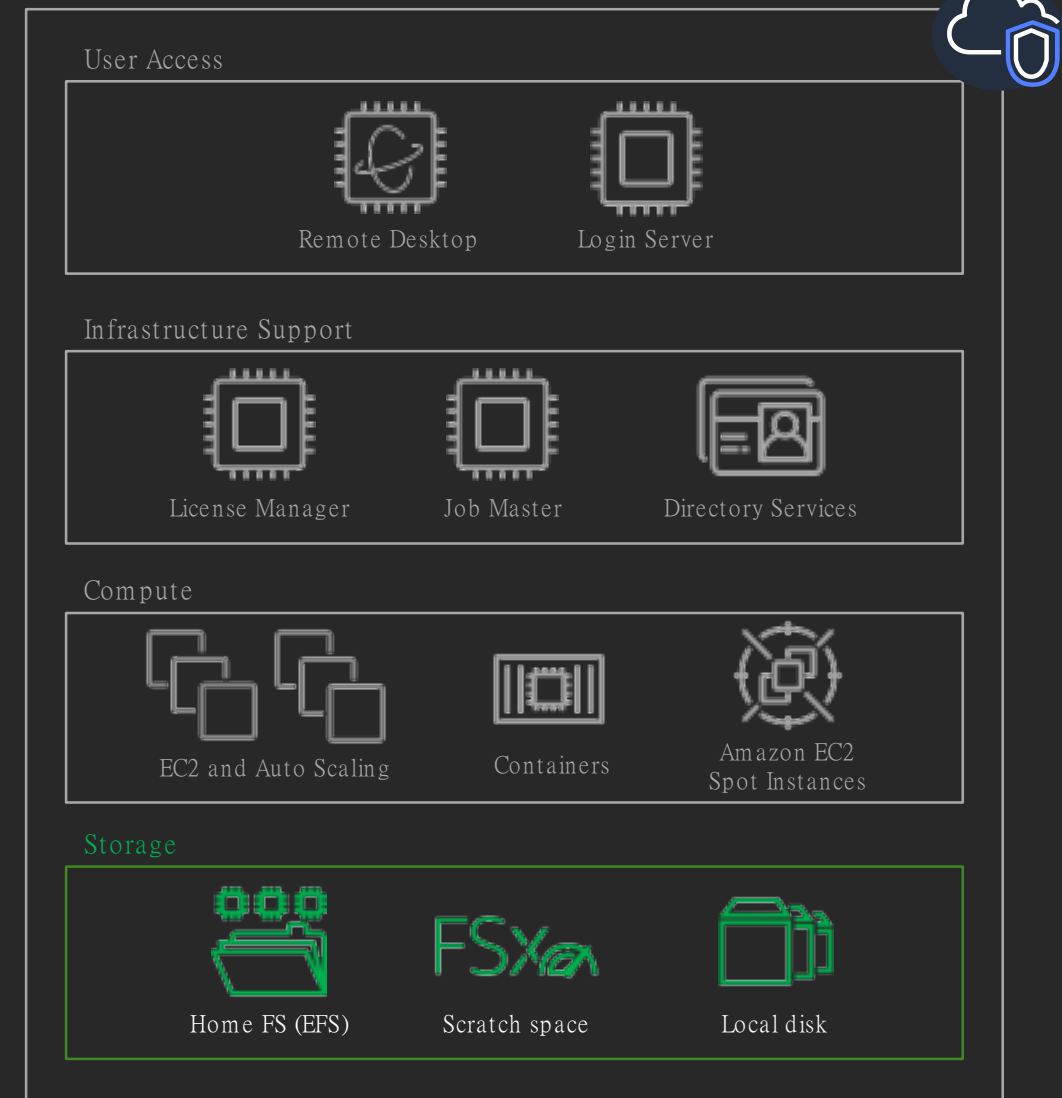 User Access
Remote Desktop
Login Server
Infrastructure Support
License Manager
Job Master
Directory Services
Compute
EC2 and Auto Scaling
Containers
Amazon EC2
Spot Instances
Storage
FSx
Home FS (EFS)
Scratch space
Local disk